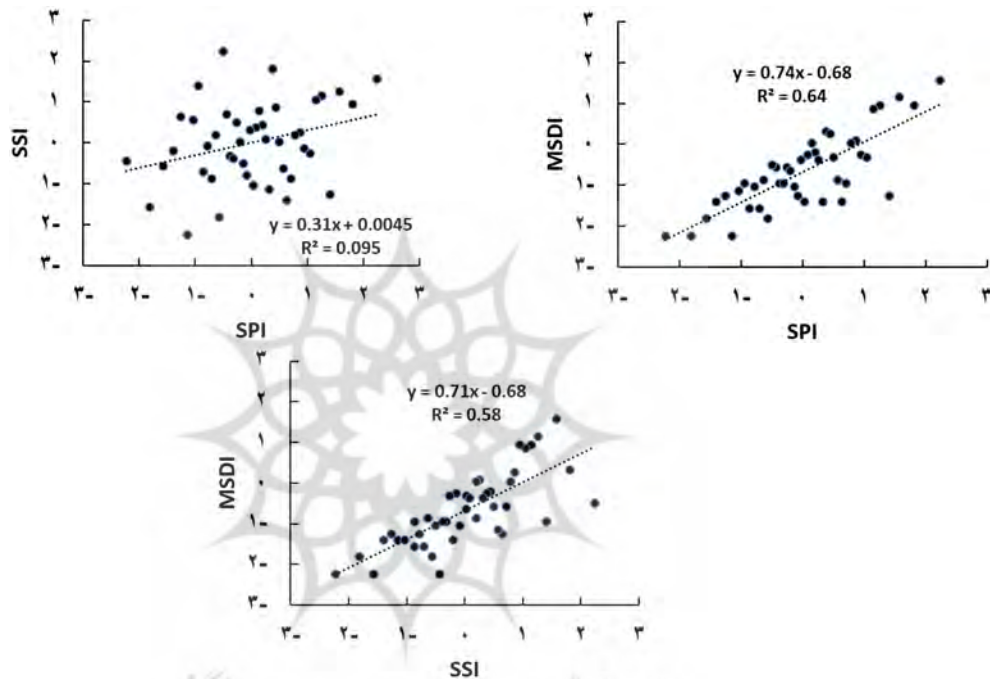 ۳
۲
۱
۰
۱-
۲-
۳-
SSI
y = 0.31x + 0.0045
R² = 0.095
۳- ۲- ۱- ۰ ۱ ۲ ۳
SPI
۳
۲
۱
۰
۱-
۲-
۳-
MSDI
y = 0.74x - 0.68
R² = 0.64
۳- ۲- ۱- ۰ ۱ ۲ ۳
SPI
۳
۲
۱
۰
۱-
۲-
۳-
MSDI
y = 0.71x - 0.68
R² = 0.58
۳- ۲- ۱- ۰ ۱ ۲ ۳
SSI